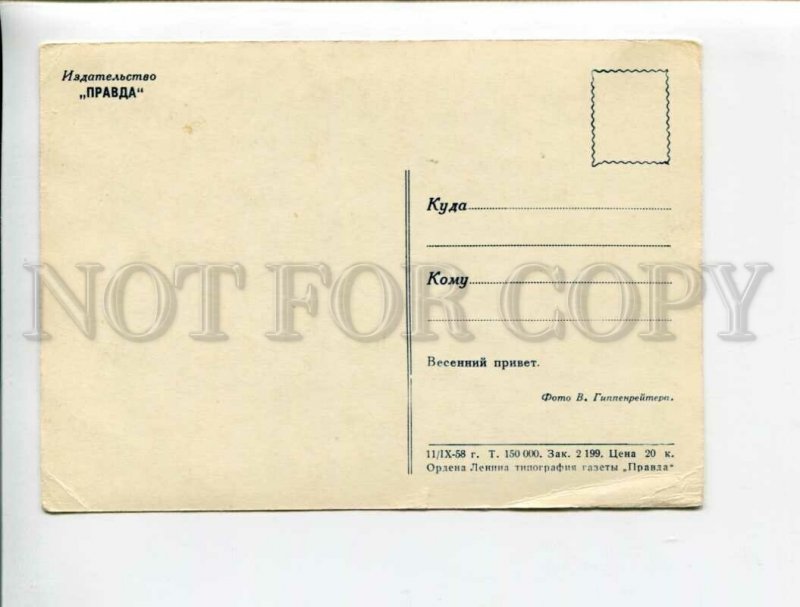 Издательство
„ПРАВДА“
Куда
Кому
NOT FOR COPY
Весенний привет.
Фото В. Гиппенрейтера.
11/IX-58 г. Т. 150 000. Зак. 2 199. Цена 20 к.
Ордена Ленина типография газеты „Правда“